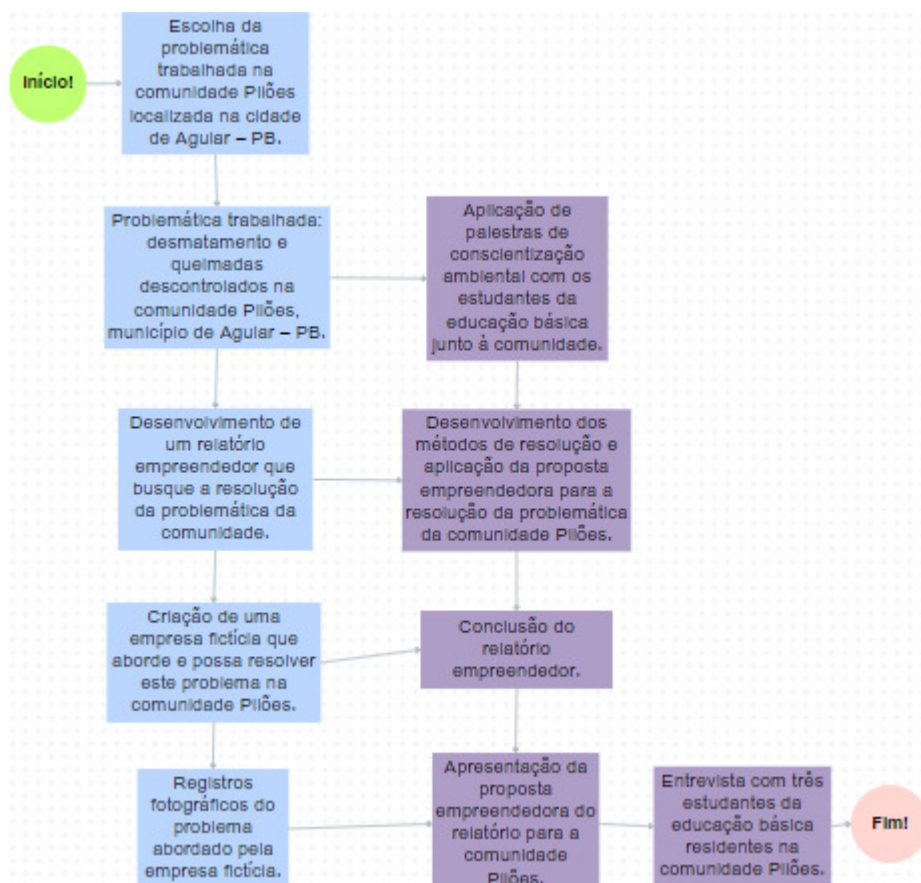 Início!
Escolha da
problemática
trabalhada na
comunidade Pilões
localizada na cidade
de Aguiar – PB.
Problemática trabalhada:
desmatamento e
queimadas
descontrolados na
comunidade Pilões,
município de Aguiar – PB.
Aplicação de
palestras de
conscientização
ambiental com os
estudantes da
educação básica
junto à comunidade.
Desenvolvimento de
um relatório
empreendedor que
busque a resolução
da problemática da
comunidade.
Desenvolvimento dos
métodos de resolução e
aplicação da proposta
empreendedora para a
resolução da problemática
da comunidade Pilões.
Criação de uma
empresa fictícia que
aborde e possa resolver
este problema na
comunidade Pilões.
Conclusão do
relatório
empreendedor.
Registros
fotográficos do
problema
abordado pela
empresa fictícia.
Apresentação da
proposta
empreendedora do
relatório para a
comunidade
Pilões.
Entrevista com três
estudantes da
educação básica
residentes na
comunidade Pilões.
Fim!